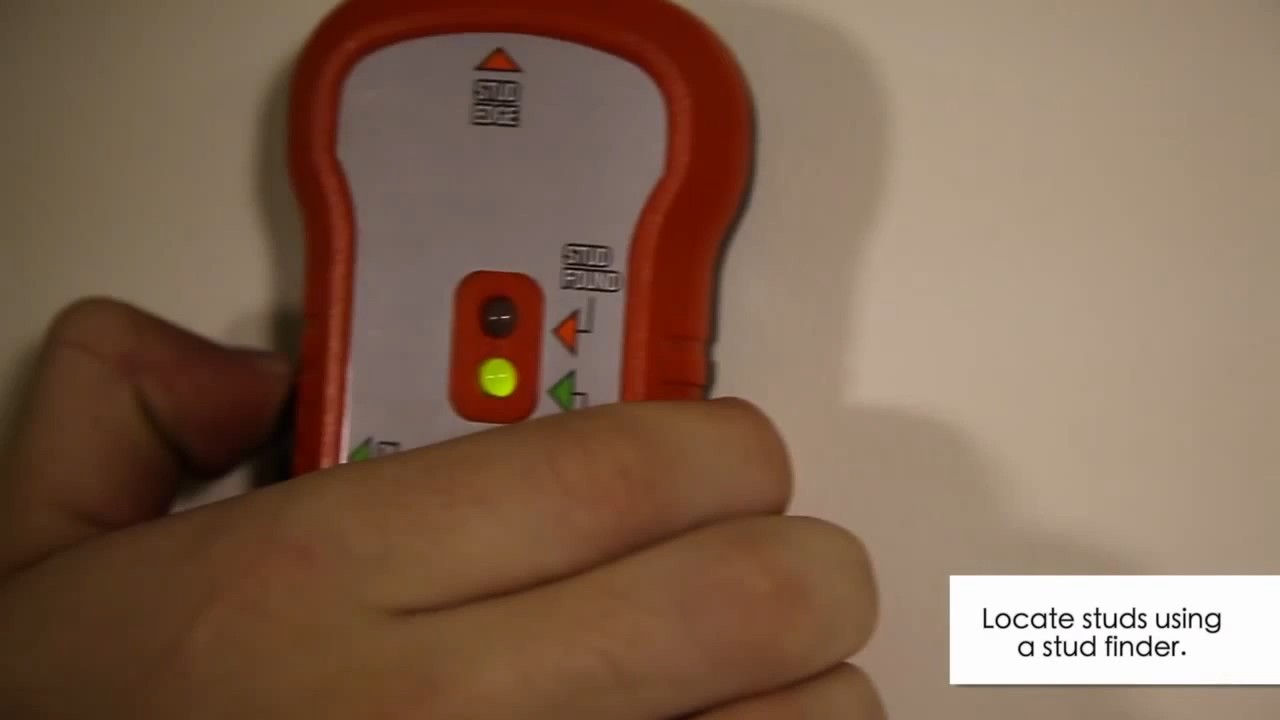 STUD
EDGE
STUD
FOUND
Locate studs using
a stud finder.